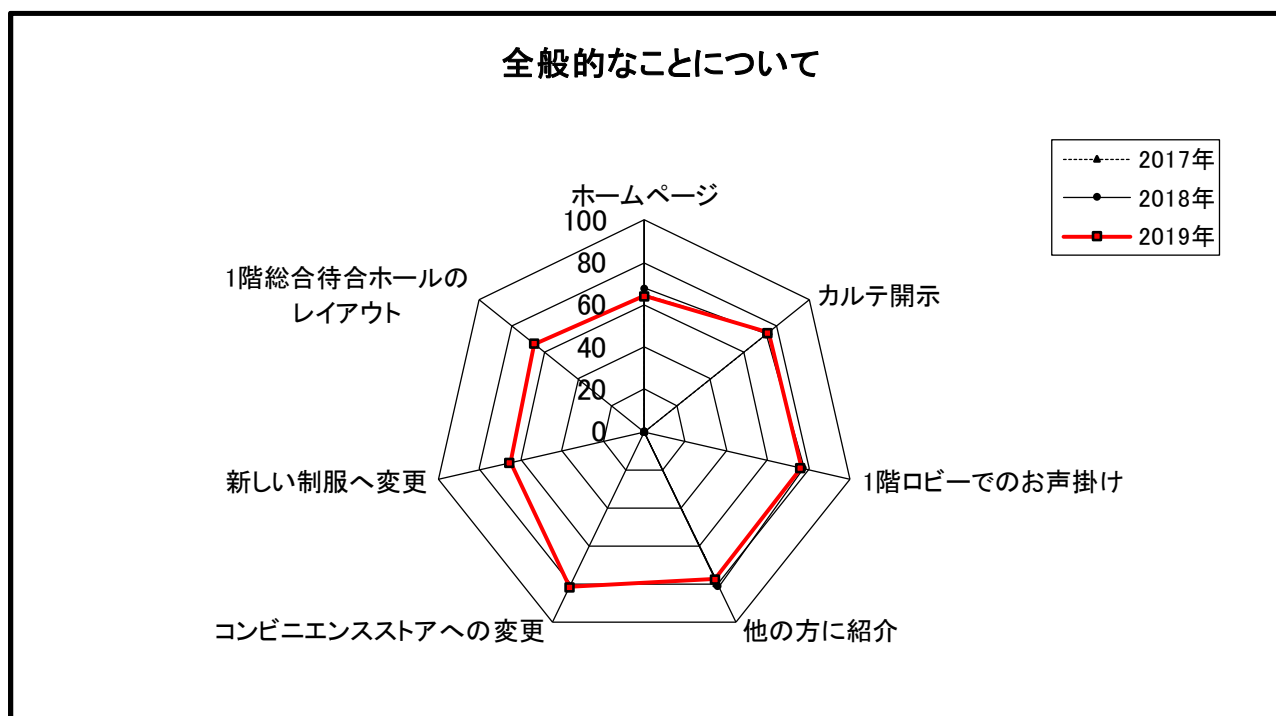 全般的なことについて
2017年
2018年
2019年
ホームページ
100
80
60
40
20
0
カルテ開示
1階ロビーでのお声掛け
他の方に紹介
コンビニエンスストアへの変更
新しい制服へ変更
1階総合待合ホールの
レイアウト